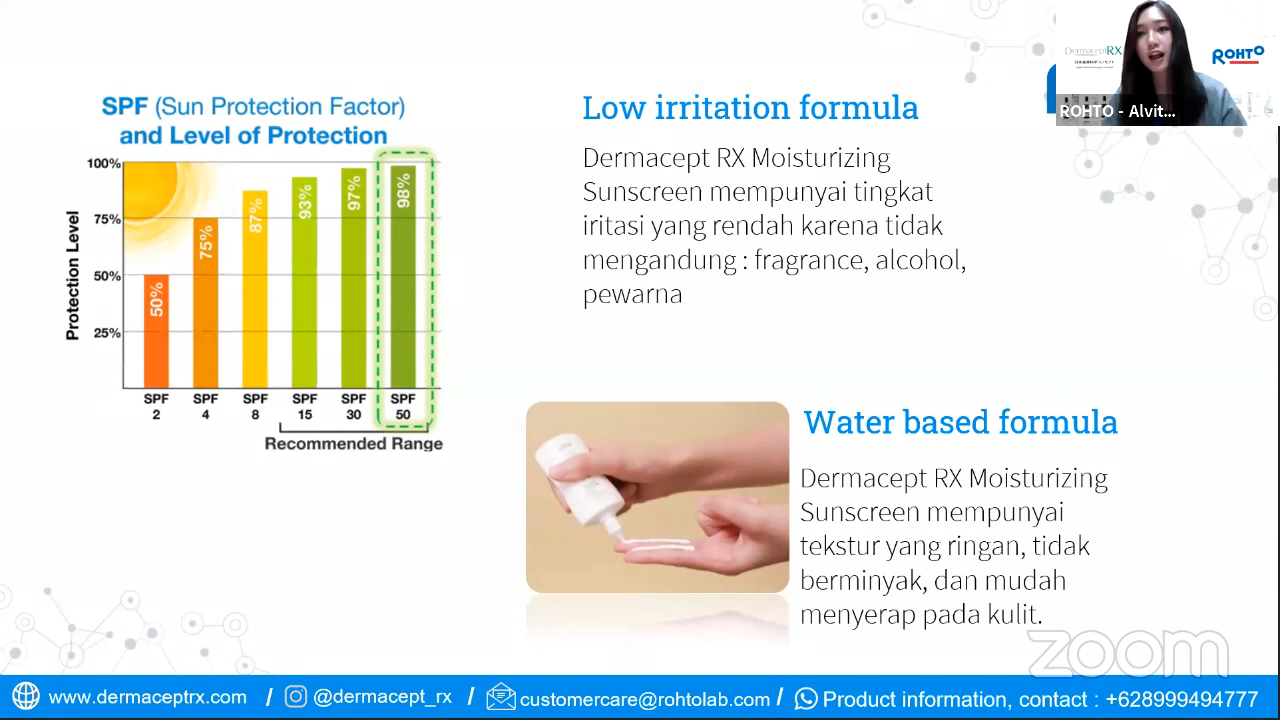 SPF (Sun Protection Factor)
and Level of Protection
100%
75%
50%
25%
Protection Level
50%
75%
87%
93%
97%
98%
SPF 2
SPF 4
SPF 8
SPF 15
SPF 30
SPF 50
Recommended Range
Low irritation formula
Dermacept RX Moisturizing
Sunscreen mempunyai tingkat
iritasi yang rendah karena tidak
mengandung : fragrance, alcohol,
pewarna
Water based formula
Dermacept RX Moisturizing
Sunscreen mempunyai
tekstur yang ringan, tidak
berminyak, dan mudah
menyerap pada kulit.
DermaceptRX
ROHTO
ROHTO - Alvit...
zoom
www.dermaceptrx.com / @dermacept_rx / customercare@rohtolab.com / Product information, contact : +628999494777